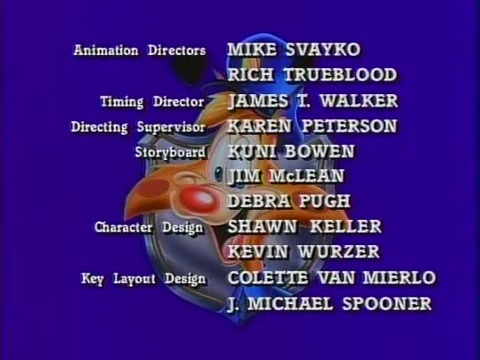 Animation Directors MIKE SVAYKO
RICH TRUEBLOOD
Timing Director JAMES T. WALKER
Directing Supervisor KAREN PETERSON
Storyboard KUNI BOWEN
JIM McLEAN
DEBRA PUGH
Character Design SHAWN KELLER
KEVIN WURZER
Key Layout Design COLETTE VAN MIERLO
J. MICHAEL SPOONER